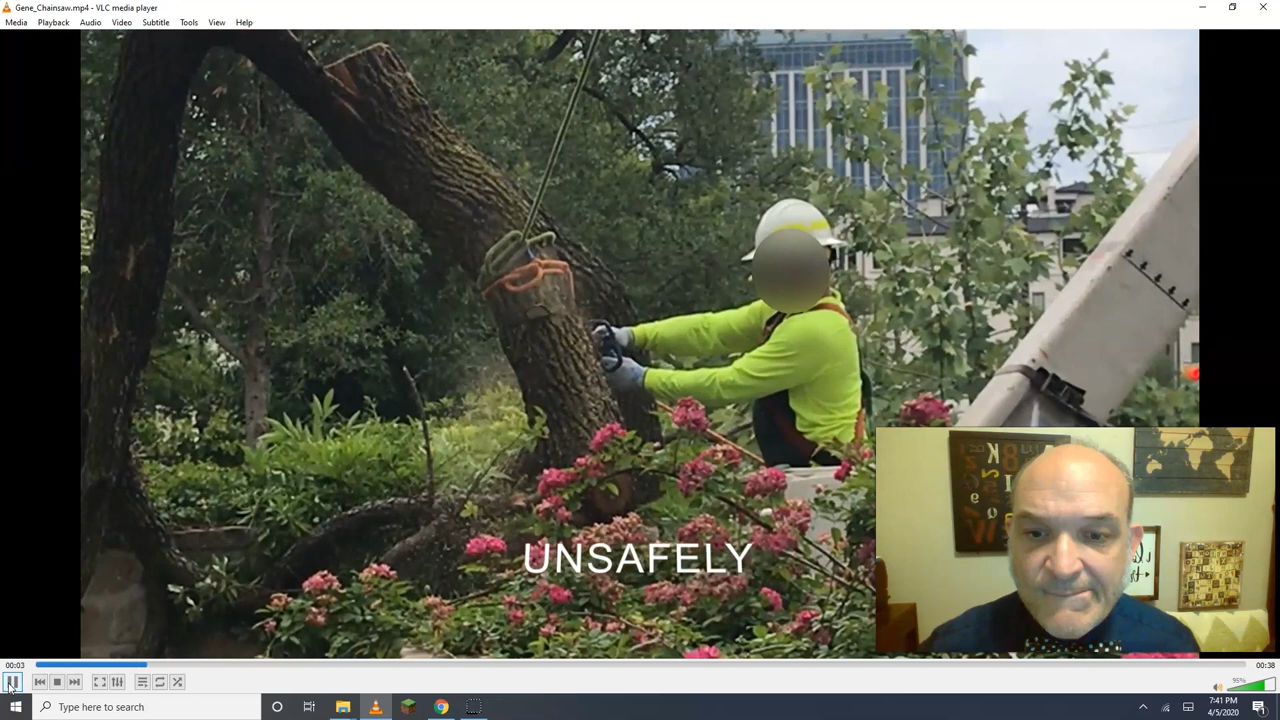 Gene_Chainsaw.mp4 - VLC media player
Media Playback Audio Video Subtitle Tools View Help
UNSAFELY
00:03
00:38
95%
Type here to search
7:41 PM
4/5/2020